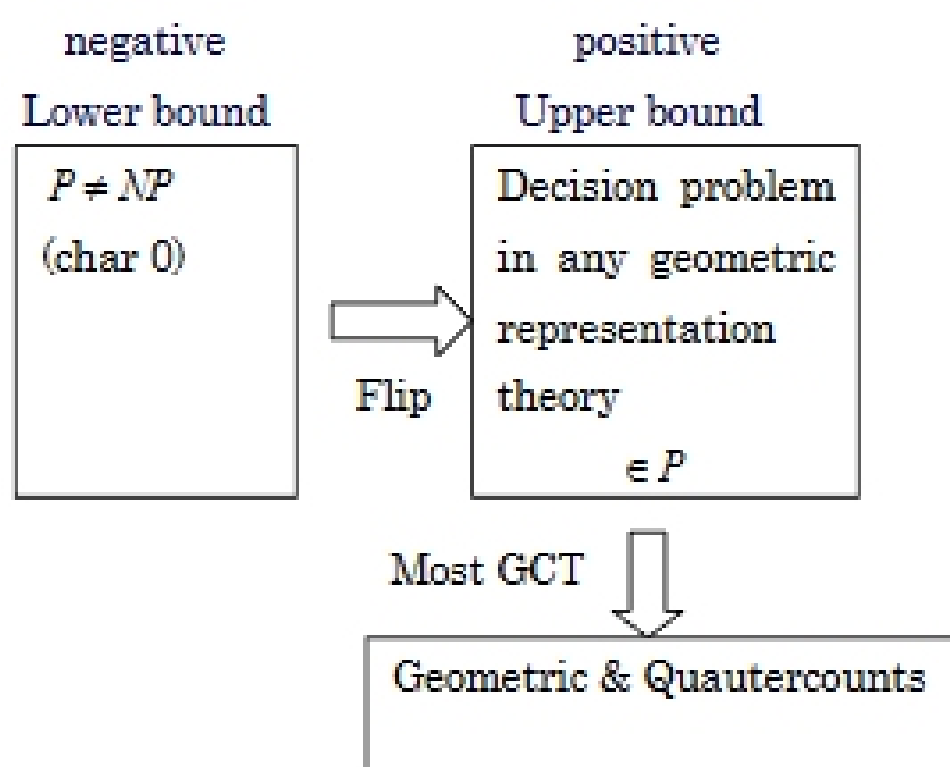 negative
Lower bound
P ≠ NP
(char 0)
Flip
positive
Upper bound
Decision problem
in any geometric
representation
theory
∈ P
Most GCT
Geometric & Quautercounts